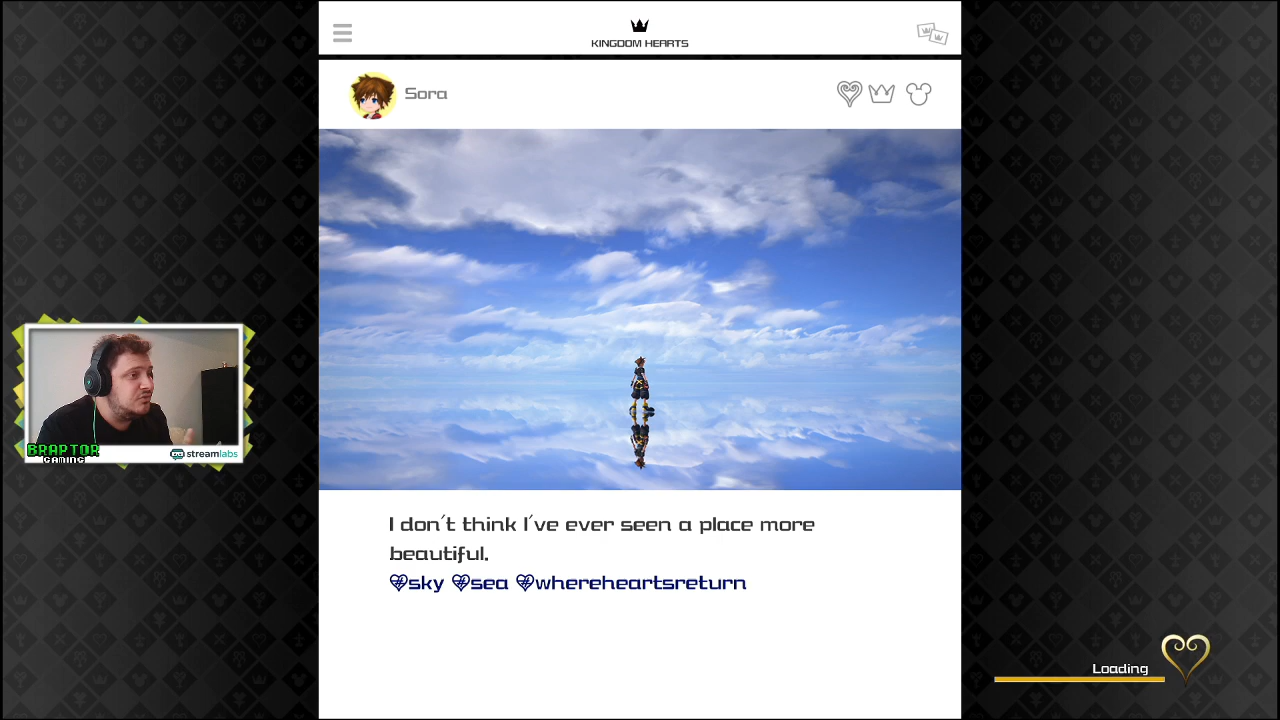 KINGDOM HEARTS
Sora
I don't think I've ever seen a place more
beautiful.
sky sea whereheartsreturn
BRAPTOR
GAMING
streamlabs
Loading